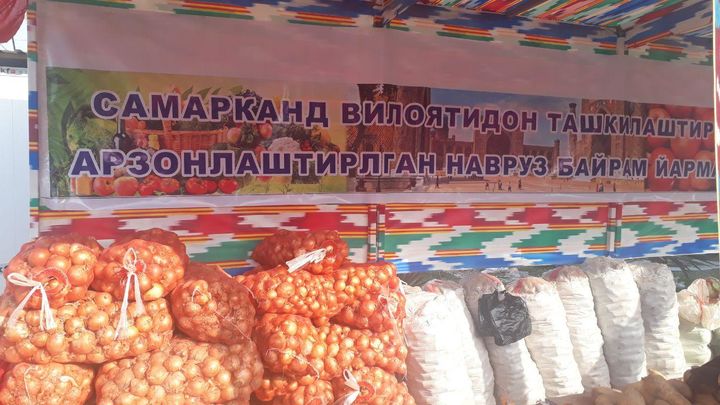 САМАРКАНД ВИЛОЯТИДОН ТАШКИЛАШТИР
АРЗОНЛАШТИРЛГАН НАВРУЗ БАЙРАМ ЙАРМА